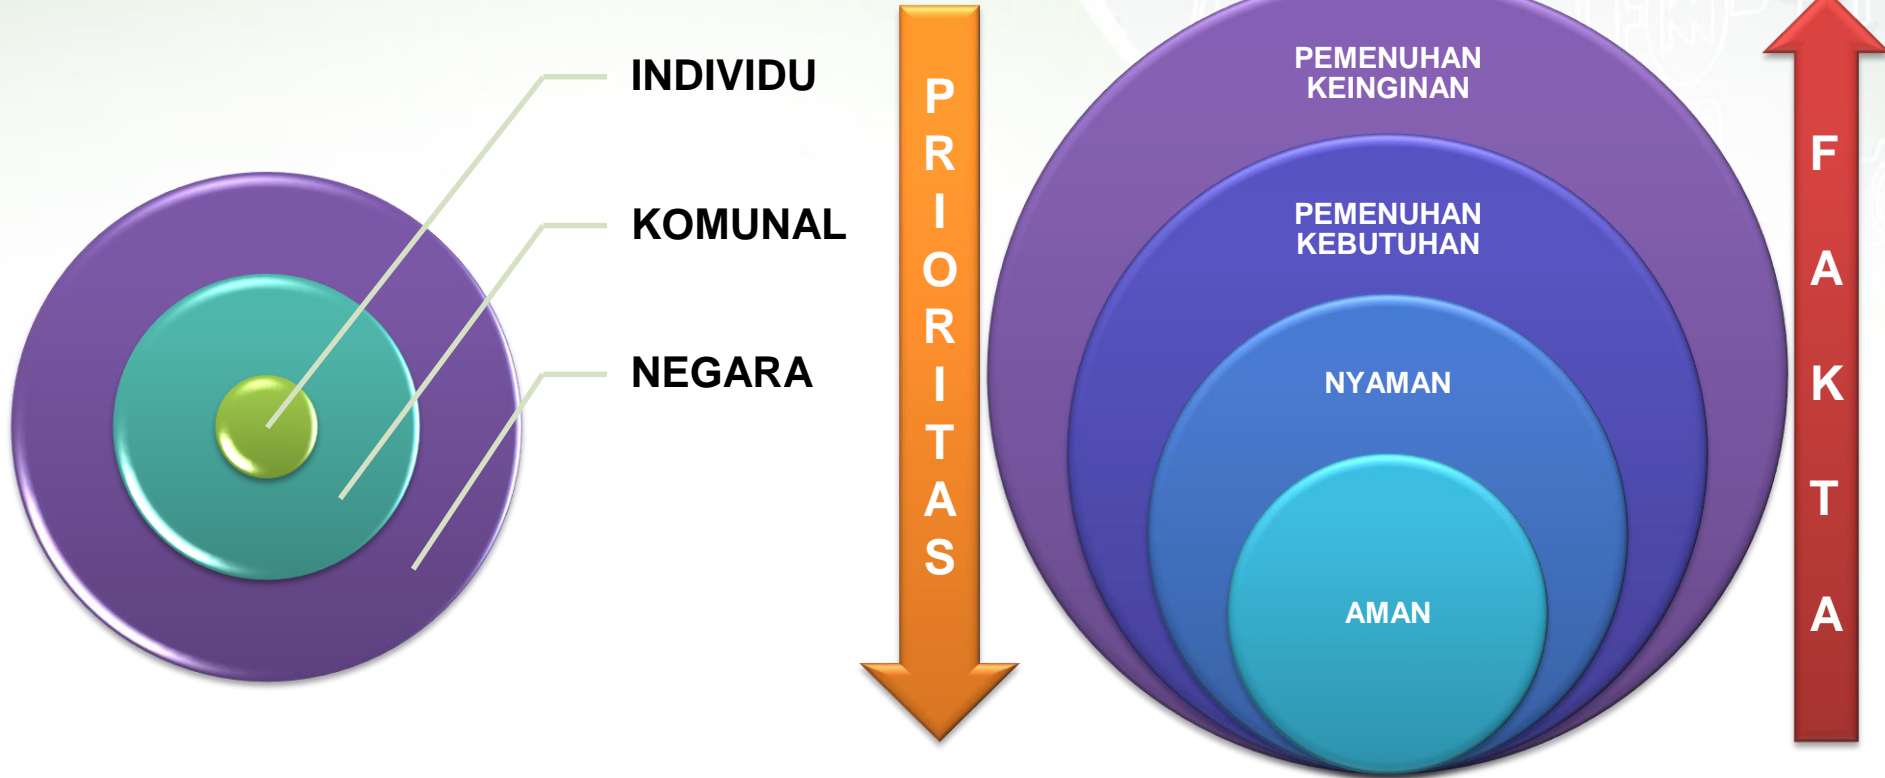 INDIVIDU
KOMUNAL
NEGARA
PRIORITAS
PEMENUHAN
KEINGINAN
PEMENUHAN
KEBUTUHAN
NYAMAN
AMAN
FAKTA